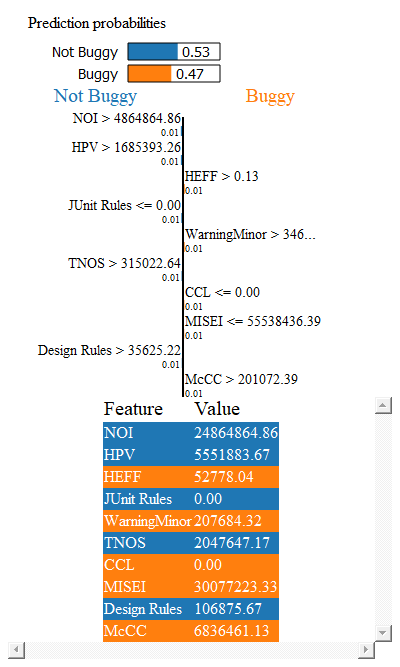 Prediction probabilities
Not Buggy 0.53
Buggy 0.47
Not Buggy Buggy
NOI > 4864864.86
0.01
HPV > 1685393.26
0.01
HEFF > 0.13
0.01
JUnit Rules <= 0.00
0.01
WarningMinor > 346...
0.01
TNOS > 315022.64
0.01
CCL <= 0.00
0.01
MISEI <= 55538436.39
0.01
Design Rules > 35625.22
0.01
McCC > 201072.39
0.01
Feature Value
NOI 24864864.86
HPV 5551883.67
HEFF 52778.04
JUnit Rules 0.00
WarningMinor 207684.32
TNOS 2047647.17
CCL 0.00
MISEI 30077223.33
Design Rules 106875.67
McCC 6836461.13